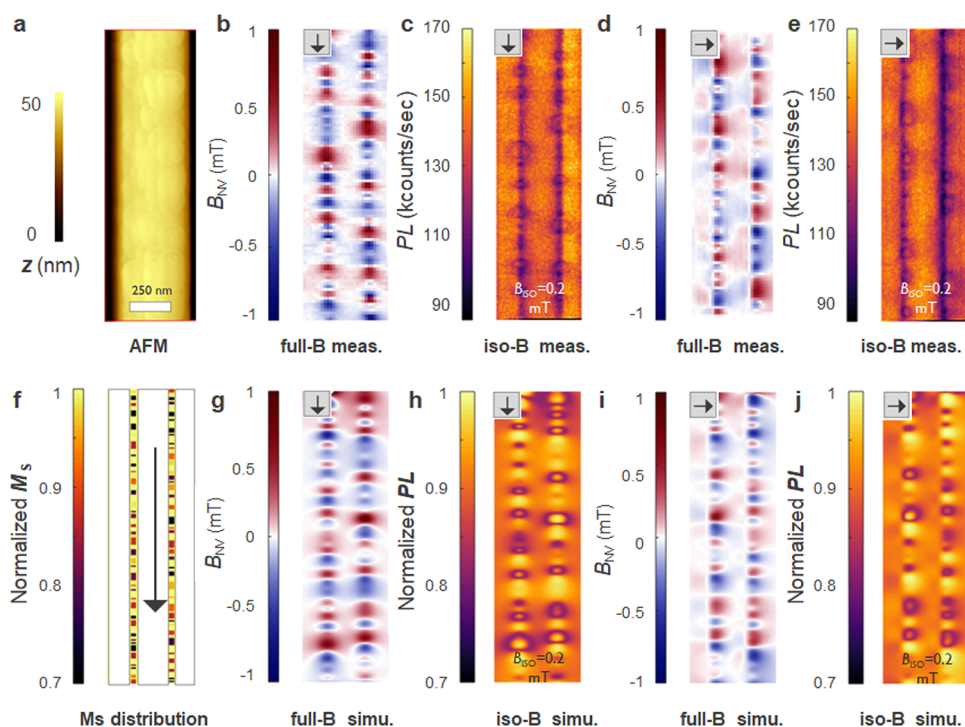 a
b
c
d
e
50
0
z (nm)
250 nm
AFM
1
0.5
0
-0.5
-1
B_NV (mT)
full-B meas.
170
150
130
110
90
PL (kcounts/sec)
B_ISO=0.2
mT
iso-B meas.
1
0.5
0
-0.5
-1
B_NV (mT)
full-B meas.
170
150
130
110
90
PL (kcounts/sec)
B_ISO=0.2
mT
iso-B meas.
f
g
h
i
j
1
0.9
0.8
0.7
Normalized M_s
Ms distribution
1
0.5
0
-0.5
-1
B_NV (mT)
full-B simu.
1
0.9
0.8
0.7
Normalized PL
B_ISO=0.2
mT
iso-B simu.
1
0.5
0
-0.5
-1
B_NV (mT)
full-B simu.
1
0.9
0.8
0.7
Normalized PL
B_ISO=0.2
mT
iso-B simu.